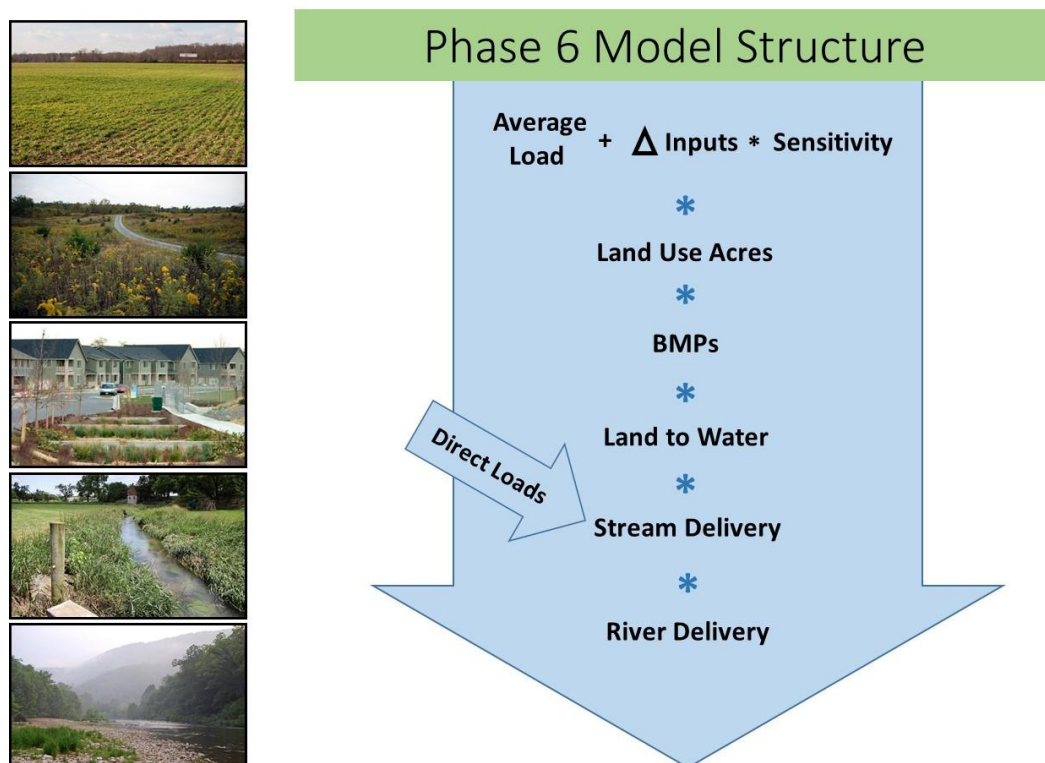 Phase 6 Model Structure
Average
Load + Δ Inputs * Sensitivity
*
Land Use Acres
*
BMPs
*
Land to Water
*
Direct Loads
Stream Delivery
*
River Delivery